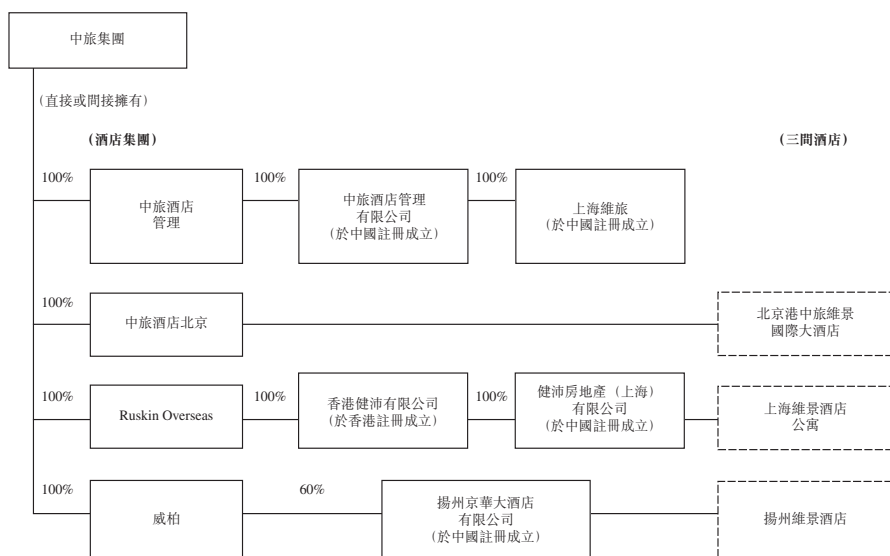 中旅集團
(直接或間接擁有)
(酒店集團)
(三間酒店)
100%
中旅酒店
管理
100%
中旅酒店管理
有限公司
(於中國註冊成立)
100%
上海維旅
(於中國註冊成立)
100%
中旅酒店北京
北京港中旅維景
國際大酒店
100%
Ruskin Overseas
100%
香港健沛有限公司
(於香港註冊成立)
100%
健沛房地產（上海）
有限公司
(於中國註冊成立)
上海維景酒店
公寓
100%
威柏
60%
揚州京華大酒店
有限公司
(於中國註冊成立)
揚州維景酒店